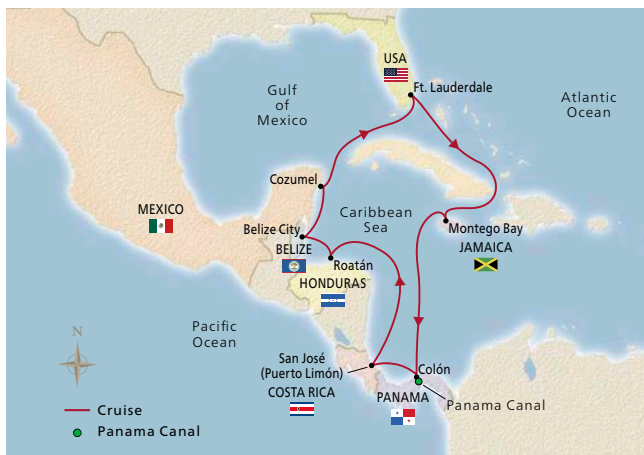 USA
Ft. Lauderdale
Gulf
of
Mexico
Atlantic
Ocean
Cozumel
MEXICO
Caribbean
Sea
Belize City
BELIZE
Montego Bay
JAMAICA
Roatán
HONDURAS
Pacific
Ocean
N
San José
(Puerto Limón)
COSTA RICA
Colón
PANAMA
Panama Canal
Cruise
Panama Canal